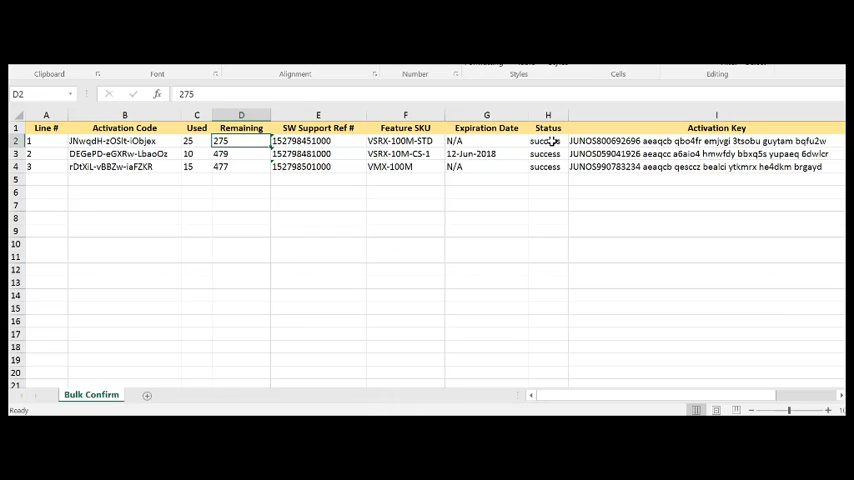 Clipboard Font Alignment Number Styles Cells Editing
D2 fx 275
A B C D E F G H I
1 Line # Activation Code Used Remaining SW Support Ref # Feature SKU Expiration Date Status Activation Key
2 1 JNwqdH-zOSIt-iObjex 25 275 152798451000 VSRX-100M-STD N/A success JUNOS800692696 aeaqcb qbo4fr emjvgi 3tsobu guytam bqfu2w
3 2 DEGePD-eGXRw-LbaoOz 10 479 152798481000 VSRX-10M-CS-1 12-Jun-2018 success JUNOS059041926 aeaqcc a6aio4 hmwfdy bbxq5s yupaeq 6dwlcr
4 3 rDtXiL-vBBZw-iaFZKR 15 477 152798501000 VMX-100M N/A success JUNOS990783234 aeaqcb qesccz bealci ytkmrx he4dkm brgayd
5
6
7
8
9
10
11
12
13
14
15
16
17
18
19
20
21
Bulk Confirm
Ready